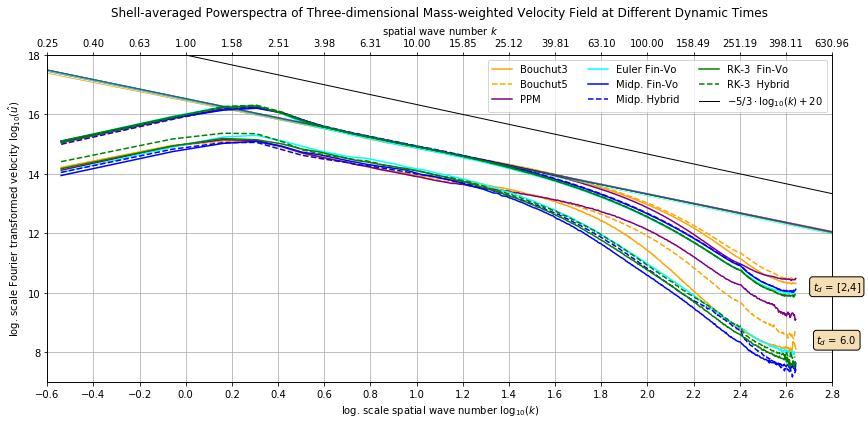 Shell-averaged Powerspectra of Three-dimensional Mass-weighted Velocity Field at Different Dynamic Times
spatial wave number k
0.25 0.40 0.63 1.00 1.58 2.51 3.98 6.31 10.00 15.85 25.12 39.81 63.10 100.00 158.49 251.19 398.11 630.96
log. scale Fourier transformed velocity log₁₀(u̇)
18
16
14
12
10
8
Bouchut3 Euler Fin-Vo RK-3 Fin-Vo
Bouchut5 Midp. Fin-Vo RK-3 Hybrid
PPM Midp. Hybrid −5/3 · log₁₀(k) + 20
t_d = [2,4]
t_d = 6.0
−0.6 −0.4 −0.2 0.0 0.2 0.4 0.6 0.8 1.0 1.2 1.4 1.6 1.8 2.0 2.2 2.4 2.6 2.8
log. scale spatial wave number log₁₀(k)